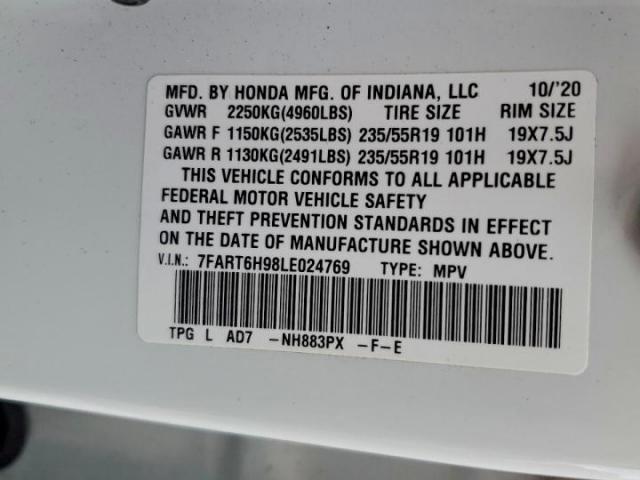 MFD. BY HONDA MFG. OF INDIANA, LLC 10/'20
GVWR 2250KG(4960LBS) TIRE SIZE RIM SIZE
GAWR F 1150KG(2535LBS) 235/55R19 101H 19X7.5J
GAWR R 1130KG(2491LBS) 235/55R19 101H 19X7.5J
THIS VEHICLE CONFORMS TO ALL APPLICABLE
FEDERAL MOTOR VEHICLE SAFETY
AND THEFT PREVENTION STANDARDS IN EFFECT
ON THE DATE OF MANUFACTURE SHOWN ABOVE.
V.I.N.: 7FART6H98LE024769 TYPE: MPV
TPG L AD7 -NH883PX -F-E